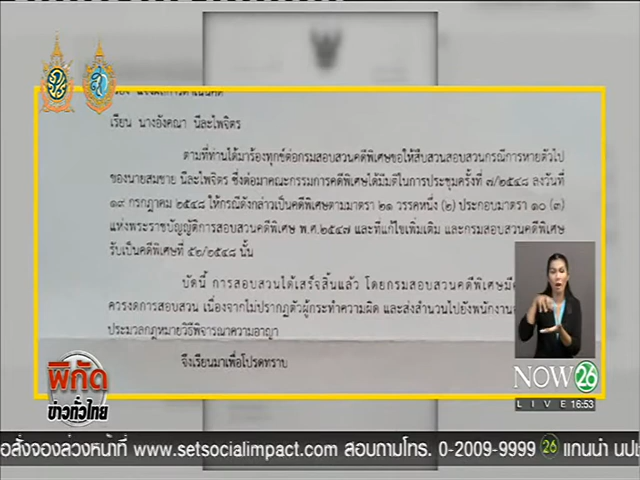 เรียน นางอังคณา นีละไพจิตร
ตามที่ท่านได้มาร้องทุกข์ต่อกรมสอบสวนคดีพิเศษขอให้สืบสวนสอบสวนกรณีการหายตัวไป
ของนายสมชาย นีละไพจิตร ซึ่งต่อมาคณะกรรมการคดีพิเศษได้มีมติในการประชุมครั้งที่ ๗/๒๕๔๘ ลงวันที่
๑๙ กรกฎาคม ๒๕๔๘ ให้กรณีดังกล่าวเป็นคดีพิเศษตามมาตรา ๒๑ วรรคหนึ่ง (๒) ประกอบมาตรา ๑๐ (๓)
แห่งพระราชบัญญัติการสอบสวนคดีพิเศษ พ.ศ.๒๕๔๗ และที่แก้ไขเพิ่มเติม และกรมสอบสวนคดีพิเศษ
รับเป็นคดีพิเศษที่ ๕๒/๒๕๔๘ นั้น
บัดนี้ การสอบสวนได้เสร็จสิ้นแล้ว โดยกรมสอบสวนคดีพิเศษมี
ควรงดการสอบสวน เนื่องจากไม่ปรากฏตัวผู้กระทำความผิด และส่งสำนวนไปยังพนักงาน
ประมวลกฎหมายวิธีพิจารณาความอาญา
จึงเรียนมาเพื่อโปรดทราบ
NOW26
LIVE 16:53
พิกัด
ข่าวทั่วไทย
อสั่งจองล่วงหน้าที่ www.setsocialimpact.com สอบถามโทร. 0-2009-9999 26 แกนนำ นปช